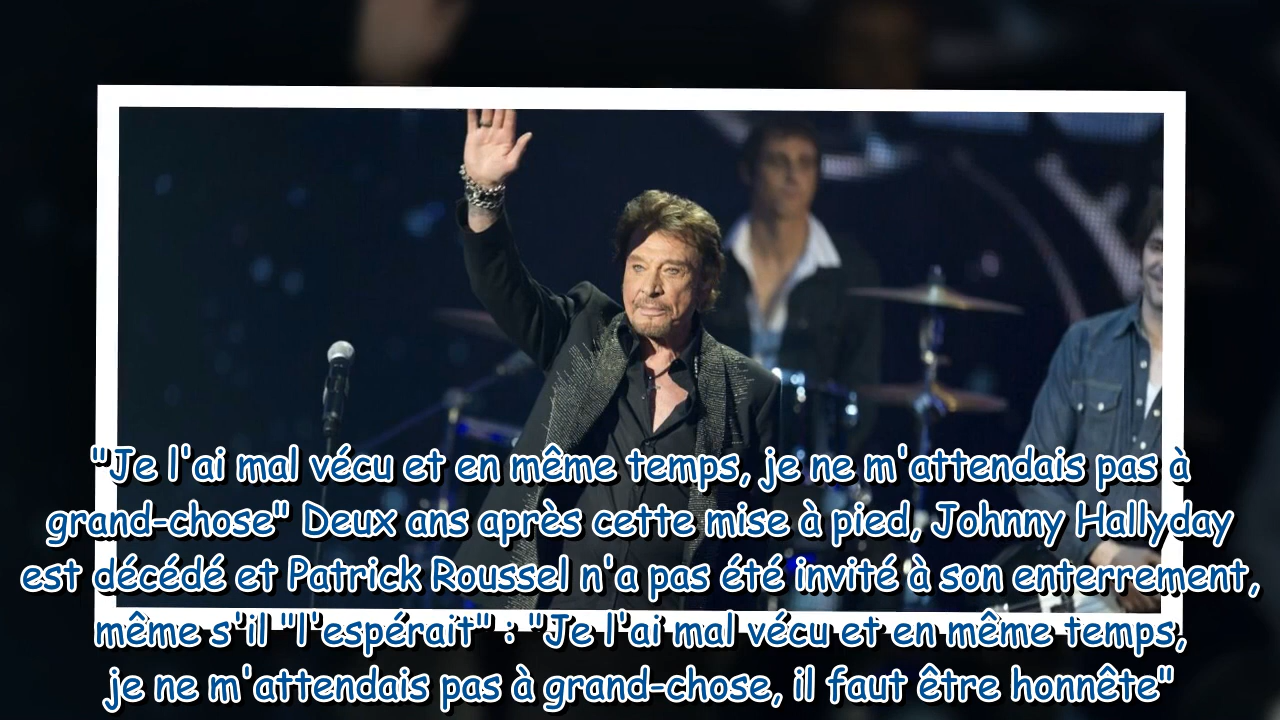 "Je l'ai mal vécu et en même temps, je ne m'attendais pas à
grand-chose" Deux ans après cette mise à pied, Johnny Hallyday
est décédé et Patrick Roussel n'a pas été invité à son enterrement,
même s'il "l'espérait" : "Je l'ai mal vécu et en même temps,
je ne m'attendais pas à grand-chose, il faut être honnête"